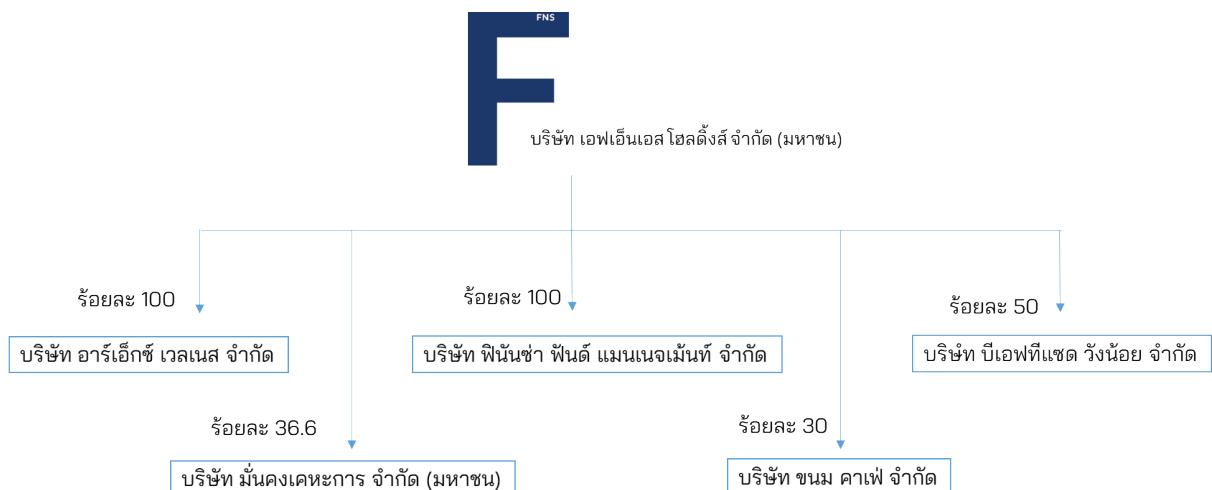 FNS
F
บริษัท เอฟเอ็นเอส โฮลดิ้งส์ จำกัด (มหาชน)
ร้อยละ 100
บริษัท อาร์เอ็กซ์ เวลเนส จำกัด
ร้อยละ 100
บริษัท ฟินันซ่า ฟันด์ แมนเนจเม้นท์ จำกัด
ร้อยละ 50
บริษัท บีเอฟทีแซด วังน้อย จำกัด
ร้อยละ 36.6
บริษัท มั่นคงเคหะการ จำกัด (มหาชน)
ร้อยละ 30
บริษัท ขนม คาเฟ่ จำกัด